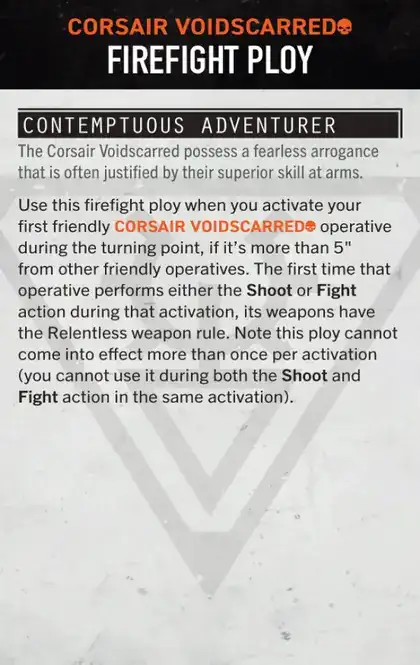 CORSAIR VOIDSCARRED
FIREFIGHT PLOY
CONTEMPTUOUS ADVENTURER
The Corsair Voidscarred possess a fearless arrogance
that is often justified by their superior skill at arms.
Use this firefight ploy when you activate your
first friendly CORSAIR VOIDSCARRED operative
during the turning point, if it’s more than 5"
from other friendly operatives. The first time that
operative performs either the Shoot or Fight
action during that activation, its weapons have
the Relentless weapon rule. Note this ploy cannot
come into effect more than once per activation
(you cannot use it during both the Shoot and
Fight action in the same activation).